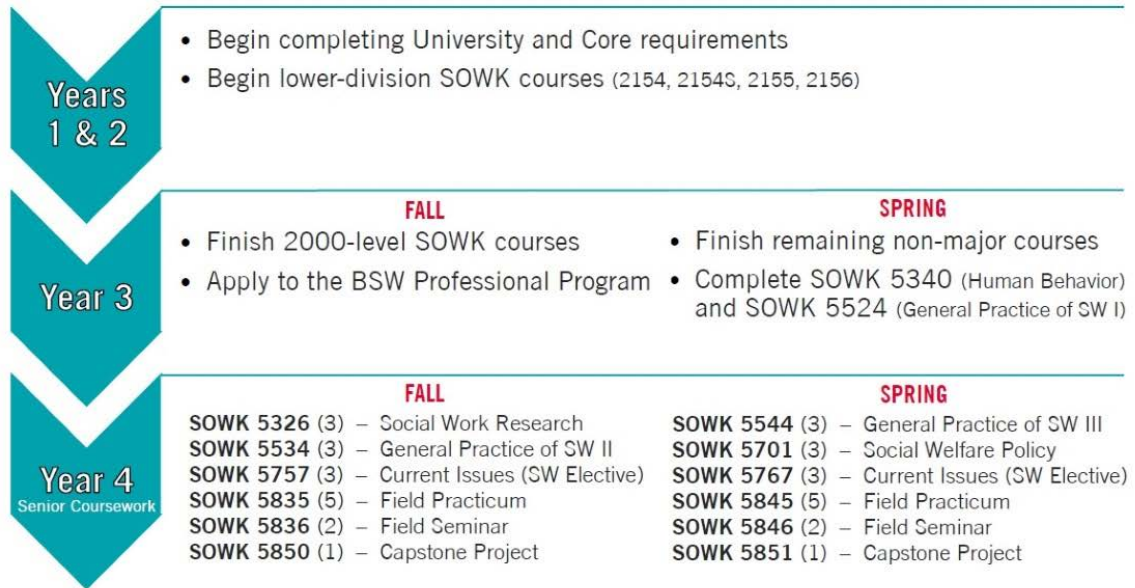 Years
1 & 2
• Begin completing University and Core requirements
• Begin lower-division SOWK courses (2154, 2154S, 2155, 2156)
Year 3
FALL
• Finish 2000-level SOWK courses
• Apply to the BSW Professional Program
SPRING
• Finish remaining non-major courses
• Complete SOWK 5340 (Human Behavior)
and SOWK 5524 (General Practice of SW I)
Year 4
Senior Coursework
FALL
SOWK 5326 (3) – Social Work Research
SOWK 5534 (3) – General Practice of SW II
SOWK 5757 (3) – Current Issues (SW Elective)
SOWK 5835 (5) – Field Practicum
SOWK 5836 (2) – Field Seminar
SOWK 5850 (1) – Capstone Project
SPRING
SOWK 5544 (3) – General Practice of SW III
SOWK 5701 (3) – Social Welfare Policy
SOWK 5767 (3) – Current Issues (SW Elective)
SOWK 5845 (5) – Field Practicum
SOWK 5846 (2) – Field Seminar
SOWK 5851 (1) – Capstone Project